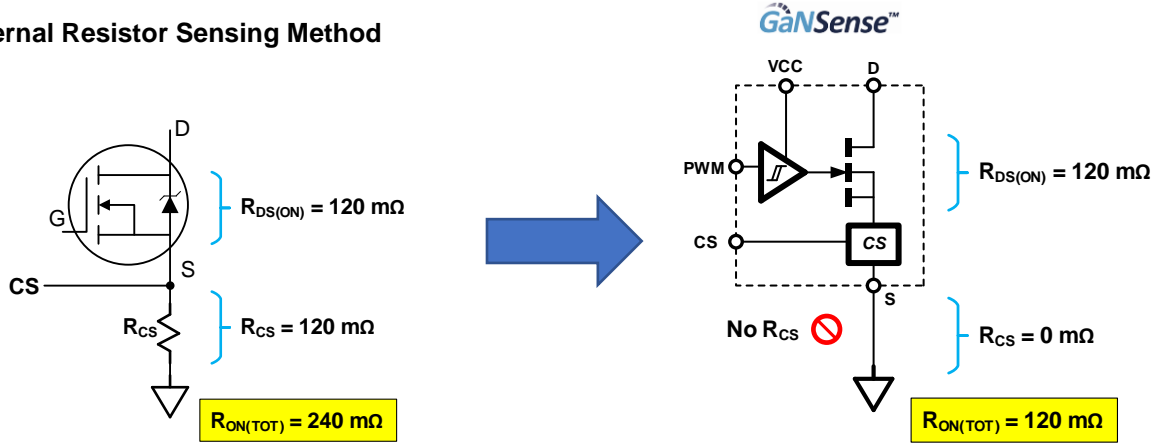 ernal Resistor Sensing Method
D
G
S
CS
RCS
RDS(ON) = 120 mΩ
RCS = 120 mΩ
RON(TOT) = 240 mΩ
GaNSense™
VCC
D
PWM
CS
CS
S
No RCS
RDS(ON) = 120 mΩ
RCS = 0 mΩ
RON(TOT) = 120 mΩ